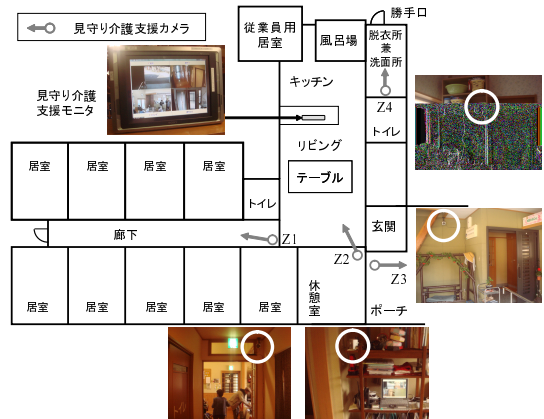 見守り介護支援カメラ
従業員用
居室
風呂場
勝手口
脱衣所
兼
洗面所
見守り介護
支援モニタ
キッチン
Z4
トイレ
リビング
テーブル
居室
居室
居室
居室
トイレ
玄関
廊下
Z1
Z2
Z3
居室
居室
居室
居室
居室
休憩室
ポーチ